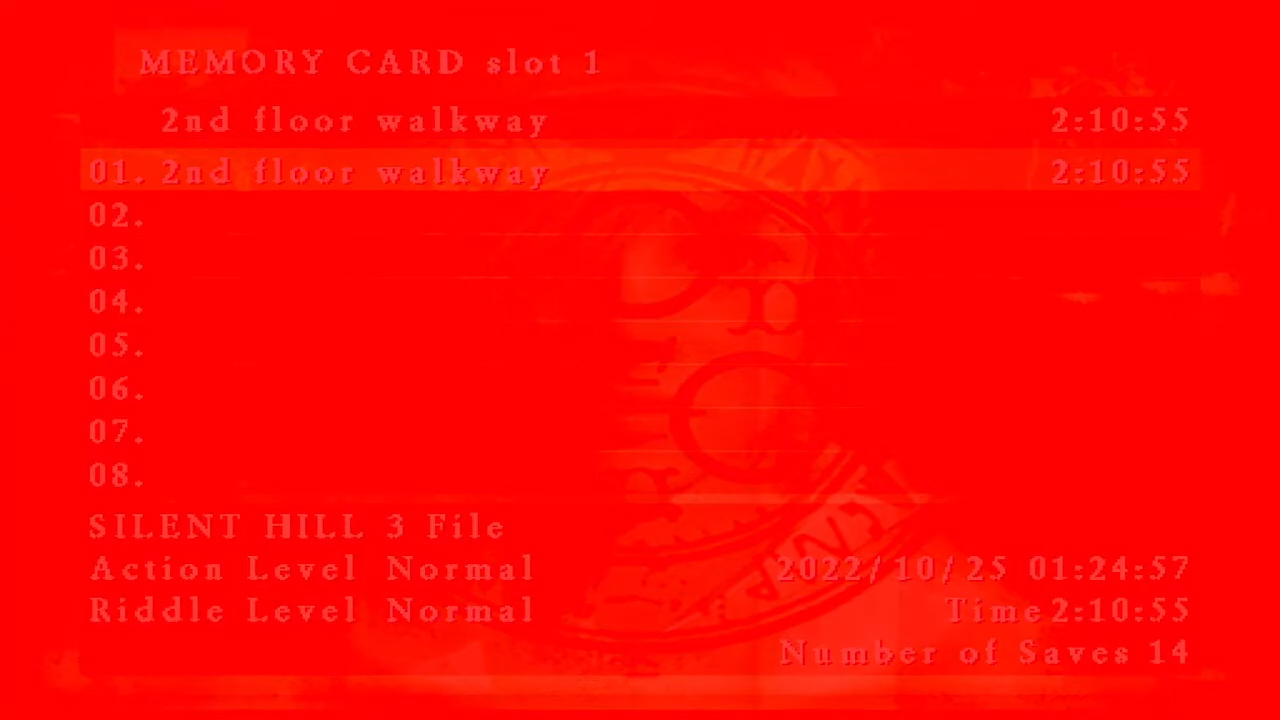 MEMORY CARD slot 1
2nd floor walkway 2:10:55
01. 2nd floor walkway 2:10:55
02.
03.
04.
05.
06.
07.
08.
SILENT HILL 3 File
Action Level Normal 2022/10/25 01:24:57
Riddle Level Normal Time 2:10:55
Number of Saves 14